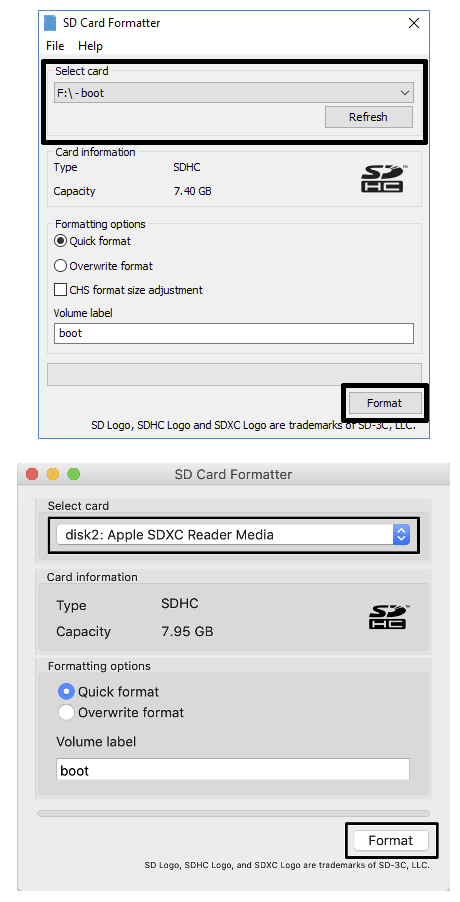 SD Card Formatter
File Help
Select card
F:\ - boot
Refresh
Card information
Type SDHC
SD
HC
™
Capacity 7.40 GB
Formatting options
Quick format
Overwrite format
CHS format size adjustment
Volume label
boot
Format
SD Logo, SDHC Logo and SDXC Logo are trademarks of SD-3C, LLC.
SD Card Formatter
Select card
disk2: Apple SDXC Reader Media
Card information
Type SDHC
SD
HC
™
Capacity 7.95 GB
Formatting options
Quick format
Overwrite format
Volume label
boot
Format
SD Logo, SDHC Logo, and SDXC Logo are trademarks of SD-3C, LLC.